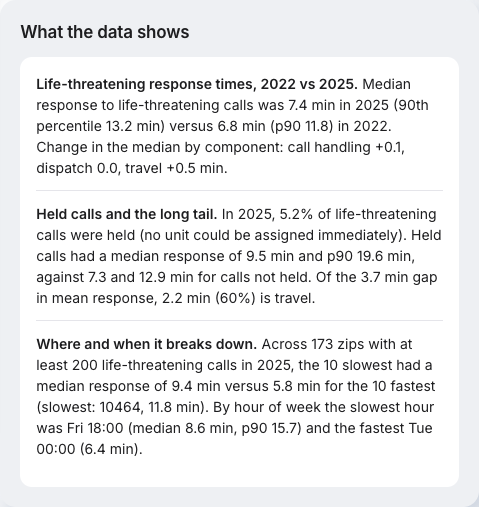 What the data shows
Life-threatening response times, 2022 vs 2025. Median
response to life-threatening calls was 7.4 min in 2025 (90th
percentile 13.2 min) versus 6.8 min (p90 11.8) in 2022.
Change in the median by component: call handling +0.1,
dispatch 0.0, travel +0.5 min.
Held calls and the long tail. In 2025, 5.2% of life-threatening
calls were held (no unit could be assigned immediately). Held
calls had a median response of 9.5 min and p90 19.6 min,
against 7.3 and 12.9 min for calls not held. Of the 3.7 min gap
in mean response, 2.2 min (60%) is travel.
Where and when it breaks down. Across 173 zips with at
least 200 life-threatening calls in 2025, the 10 slowest had a
median response of 9.4 min versus 5.8 min for the 10 fastest
(slowest: 10464, 11.8 min). By hour of week the slowest hour
was Fri 18:00 (median 8.6 min, p90 15.7) and the fastest Tue
00:00 (6.4 min).